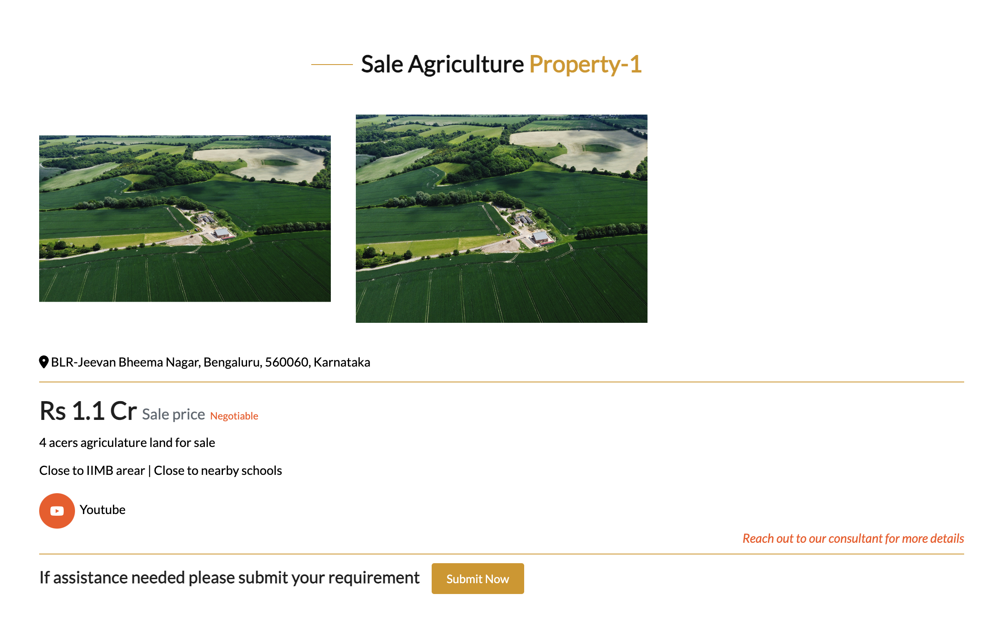 Sale Agriculture Property-1
BLR-Jeevan Bheema Nagar, Bengaluru, 560060, Karnataka
Rs 1.1 Cr Sale price Negotiable
4 acers agriculature land for sale
Close to IIMB arear | Close to nearby schools
Youtube
Reach out to our consultant for more details
If assistance needed please submit your requirement Submit Now